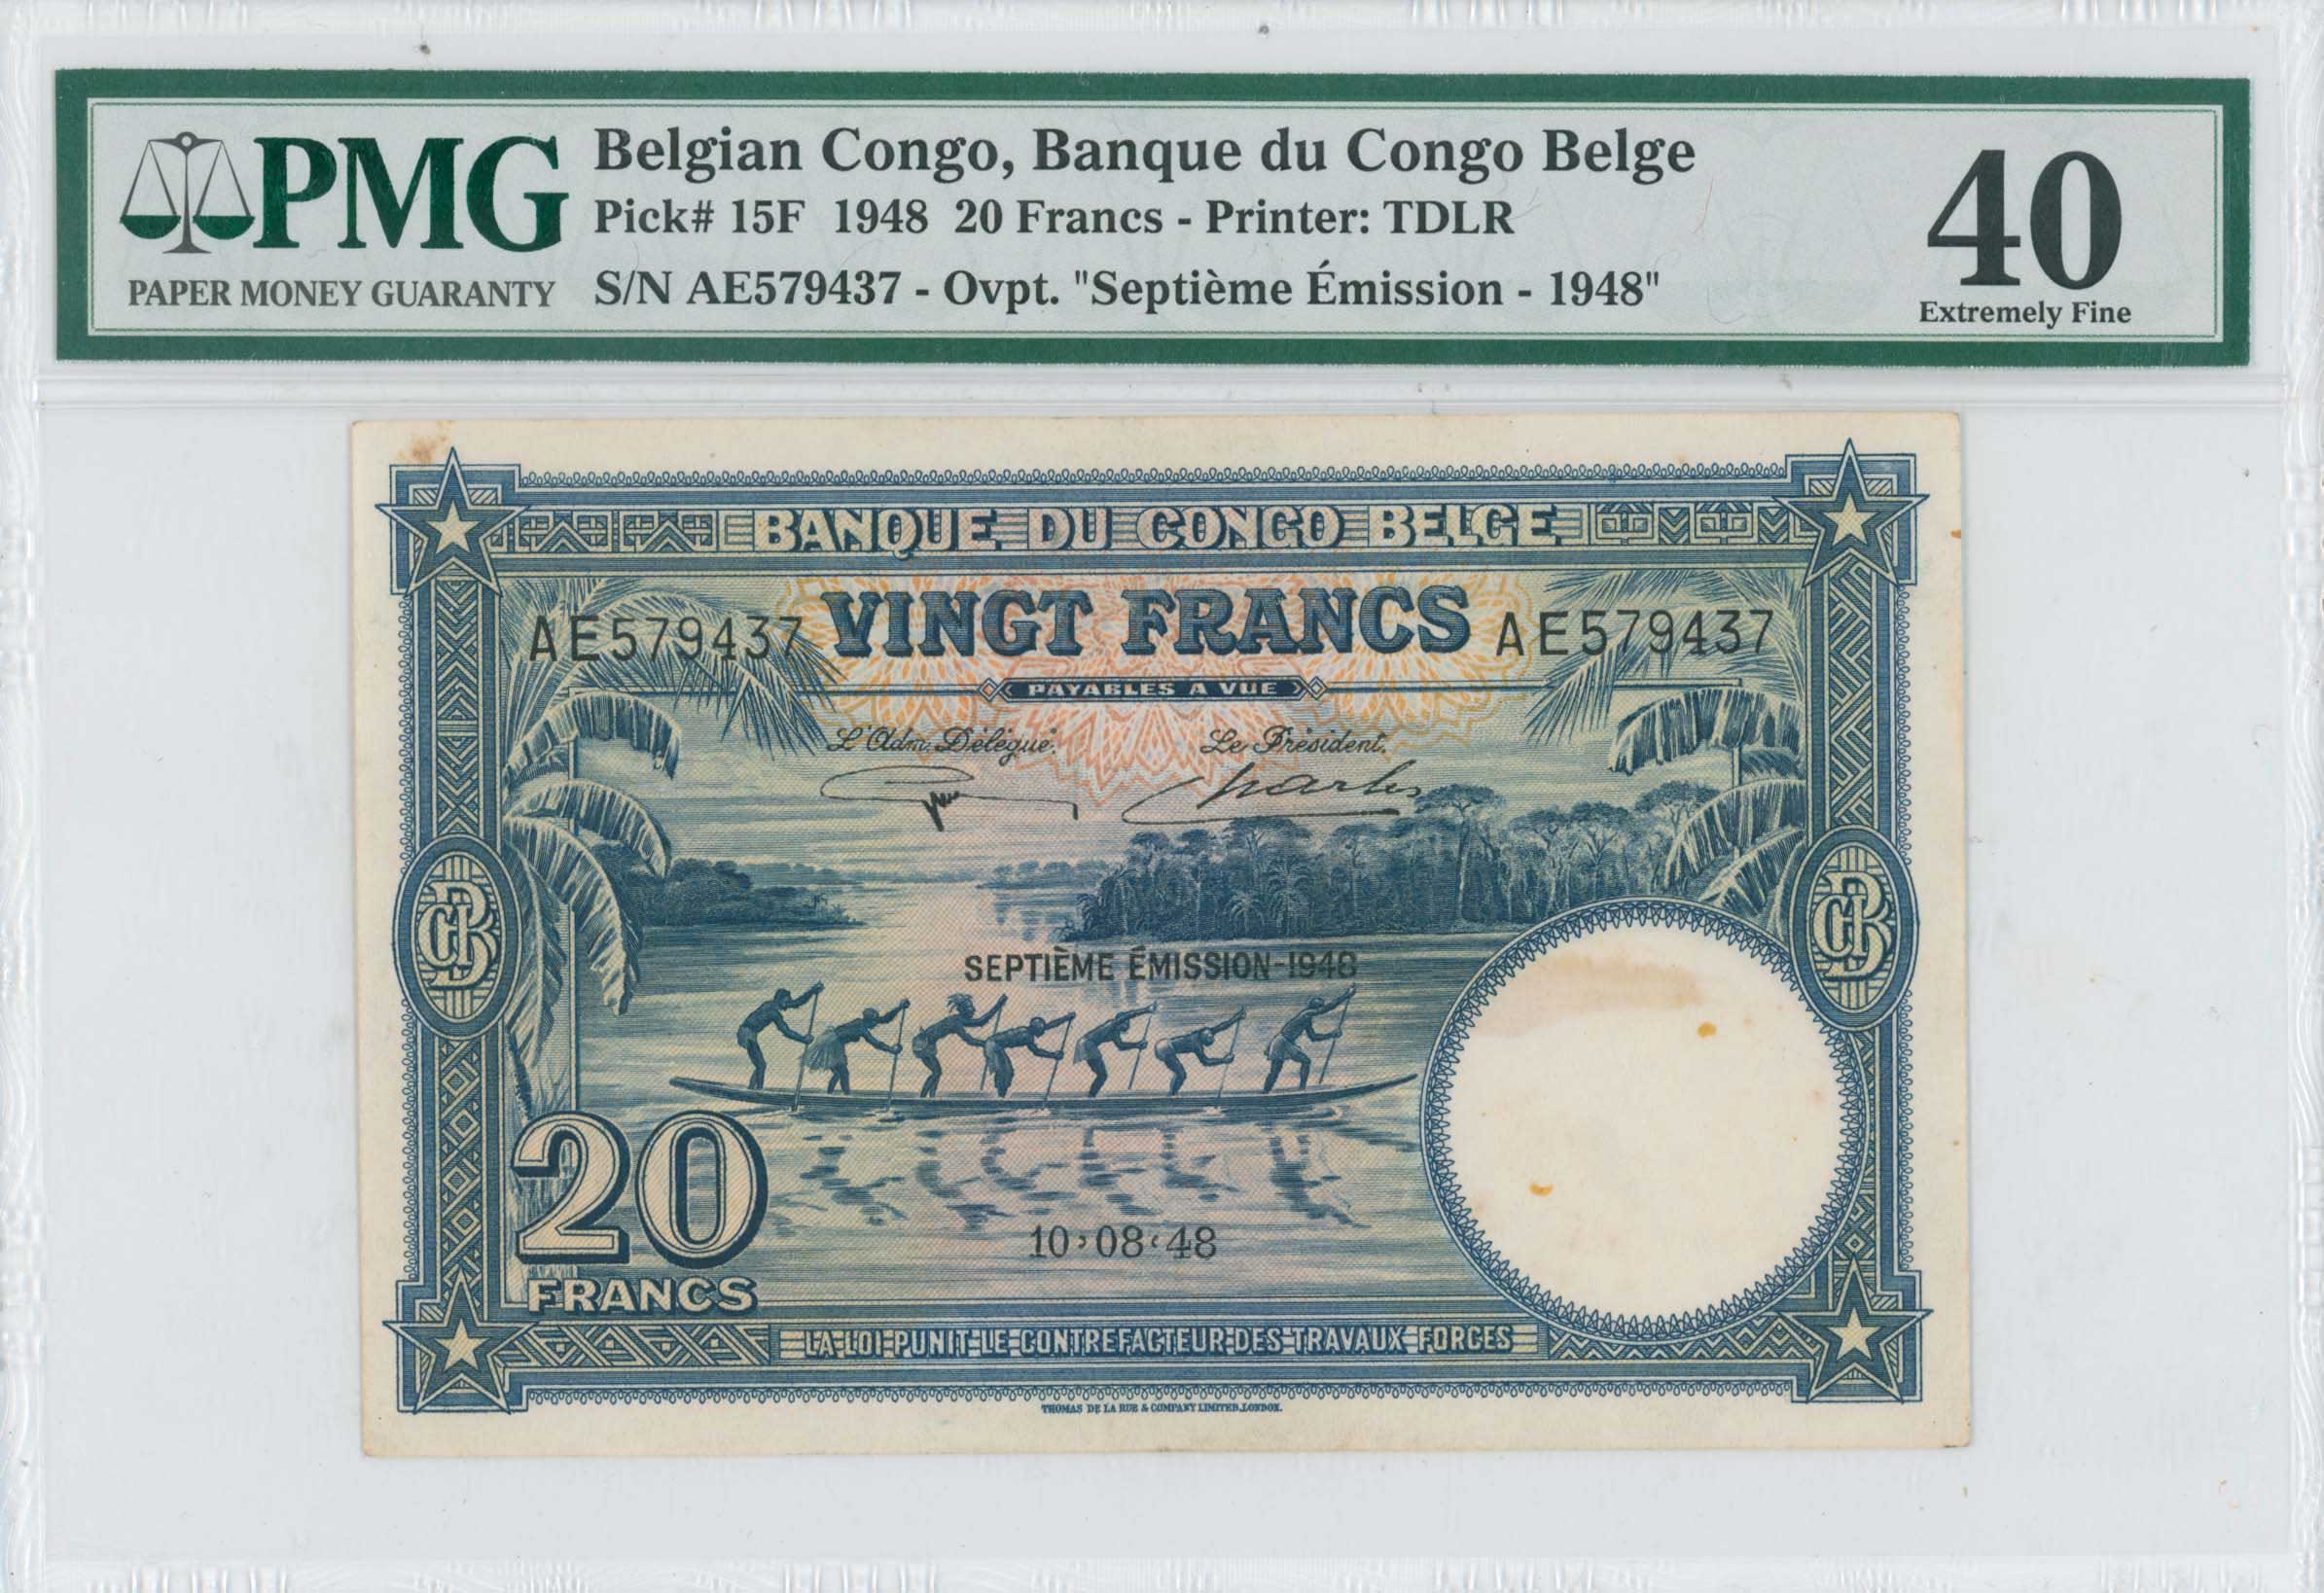 PMG
PAPER MONEY GUARANTY
Belgian Congo, Banque du Congo Belge
Pick# 15F 1948 20 Francs - Printer: TDLR
S/N AE579437 - Ovpt. "Septième Émission - 1948"
40
Extremely Fine
BANQUE DU CONGO BELGE
VINGT FRANCS
AE579437 AE579437
PAYABLES A VUE
L'Adm. Délégué. Le Président.
Charles
BCB BCB
SEPTIÈME ÉMISSION-1948
20
FRANCS
10·08·48
LA LOI PUNIT LE CONTREFACTEUR DES TRAVAUX FORCES
THOMAS DE LA RUE & COMPANY LIMITED, LONDON.